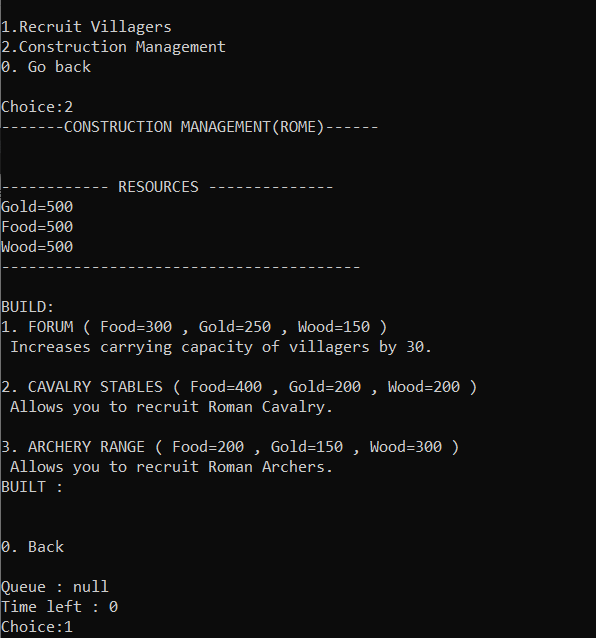 1.Recruit Villagers
2.Construction Management
0. Go back
Choice:2
-------CONSTRUCTION MANAGEMENT(ROME)------
------------ RESOURCES --------------
Gold=500
Food=500
Wood=500
----------------------------------------
BUILD:
1. FORUM ( Food=300 , Gold=250 , Wood=150 )
Increases carrying capacity of villagers by 30.
2. CAVALRY STABLES ( Food=400 , Gold=200 , Wood=200 )
Allows you to recruit Roman Cavalry.
3. ARCHERY RANGE ( Food=200 , Gold=150 , Wood=300 )
Allows you to recruit Roman Archers.
BUILT :
0. Back
Queue : null
Time left : 0
Choice:1